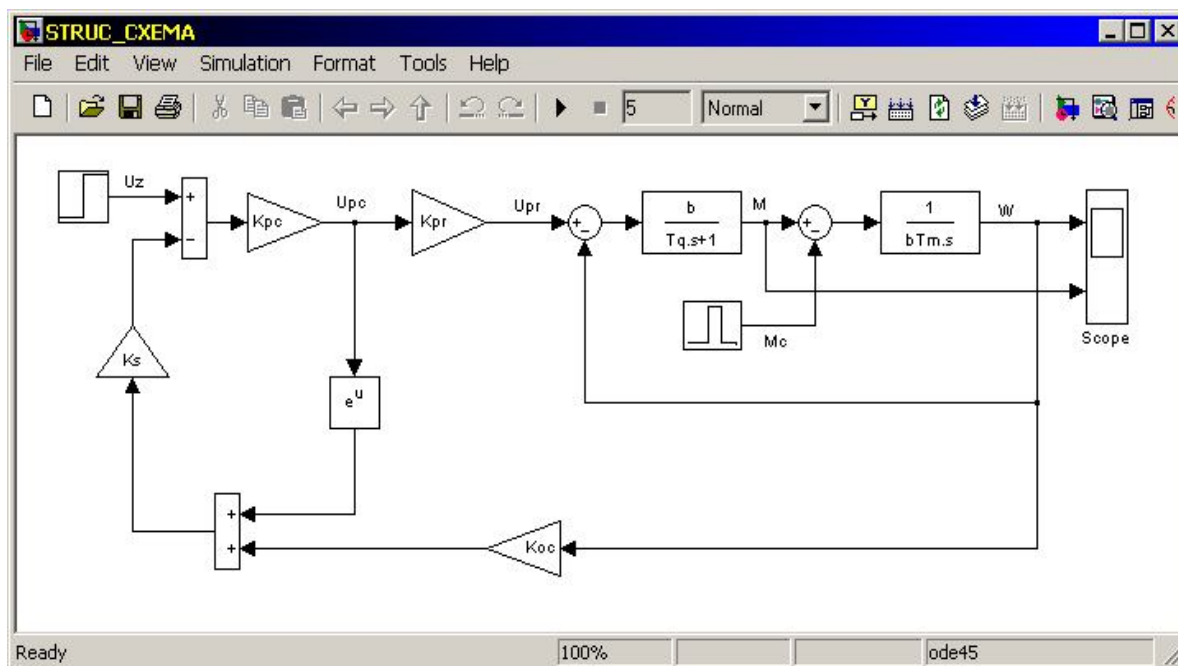 STRUC_CXEMA
File Edit View Simulation Format Tools Help
5 Normal
Uz
+
−
Kpc
Upc
Kpr
Upr
+
−
b
Tq.s+1
M
+
−
1
bTm.s
W
Scope
Mc
Ks
e^u
+
+
Koc
Ready 100% ode45